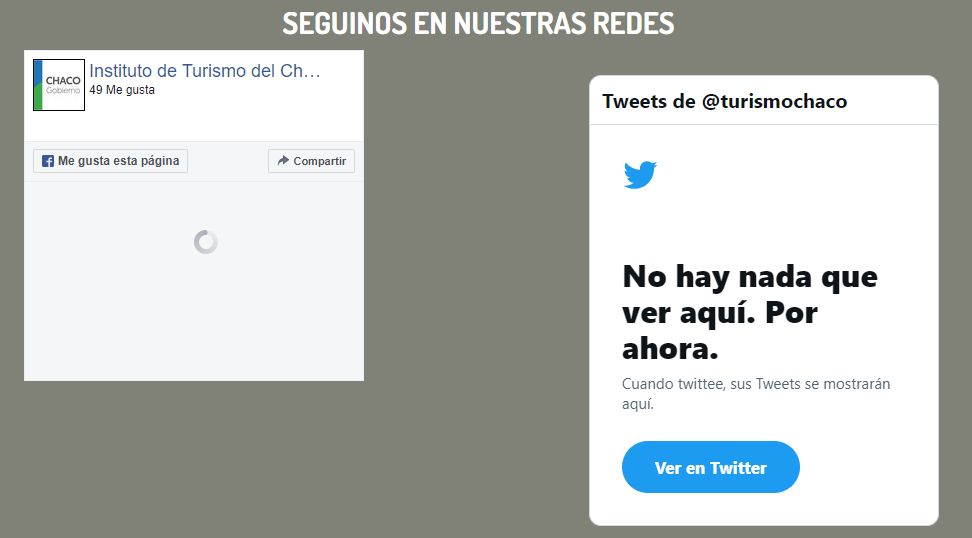 SEGUINOS EN NUESTRAS REDES
CHACO
Gobierno
Instituto de Turismo del Ch...
49 Me gusta
Me gusta esta página
Compartir
Tweets de @turismochaco
No hay nada que
ver aquí. Por
ahora.
Cuando twittee, sus Tweets se mostrarán
aquí.
Ver en Twitter